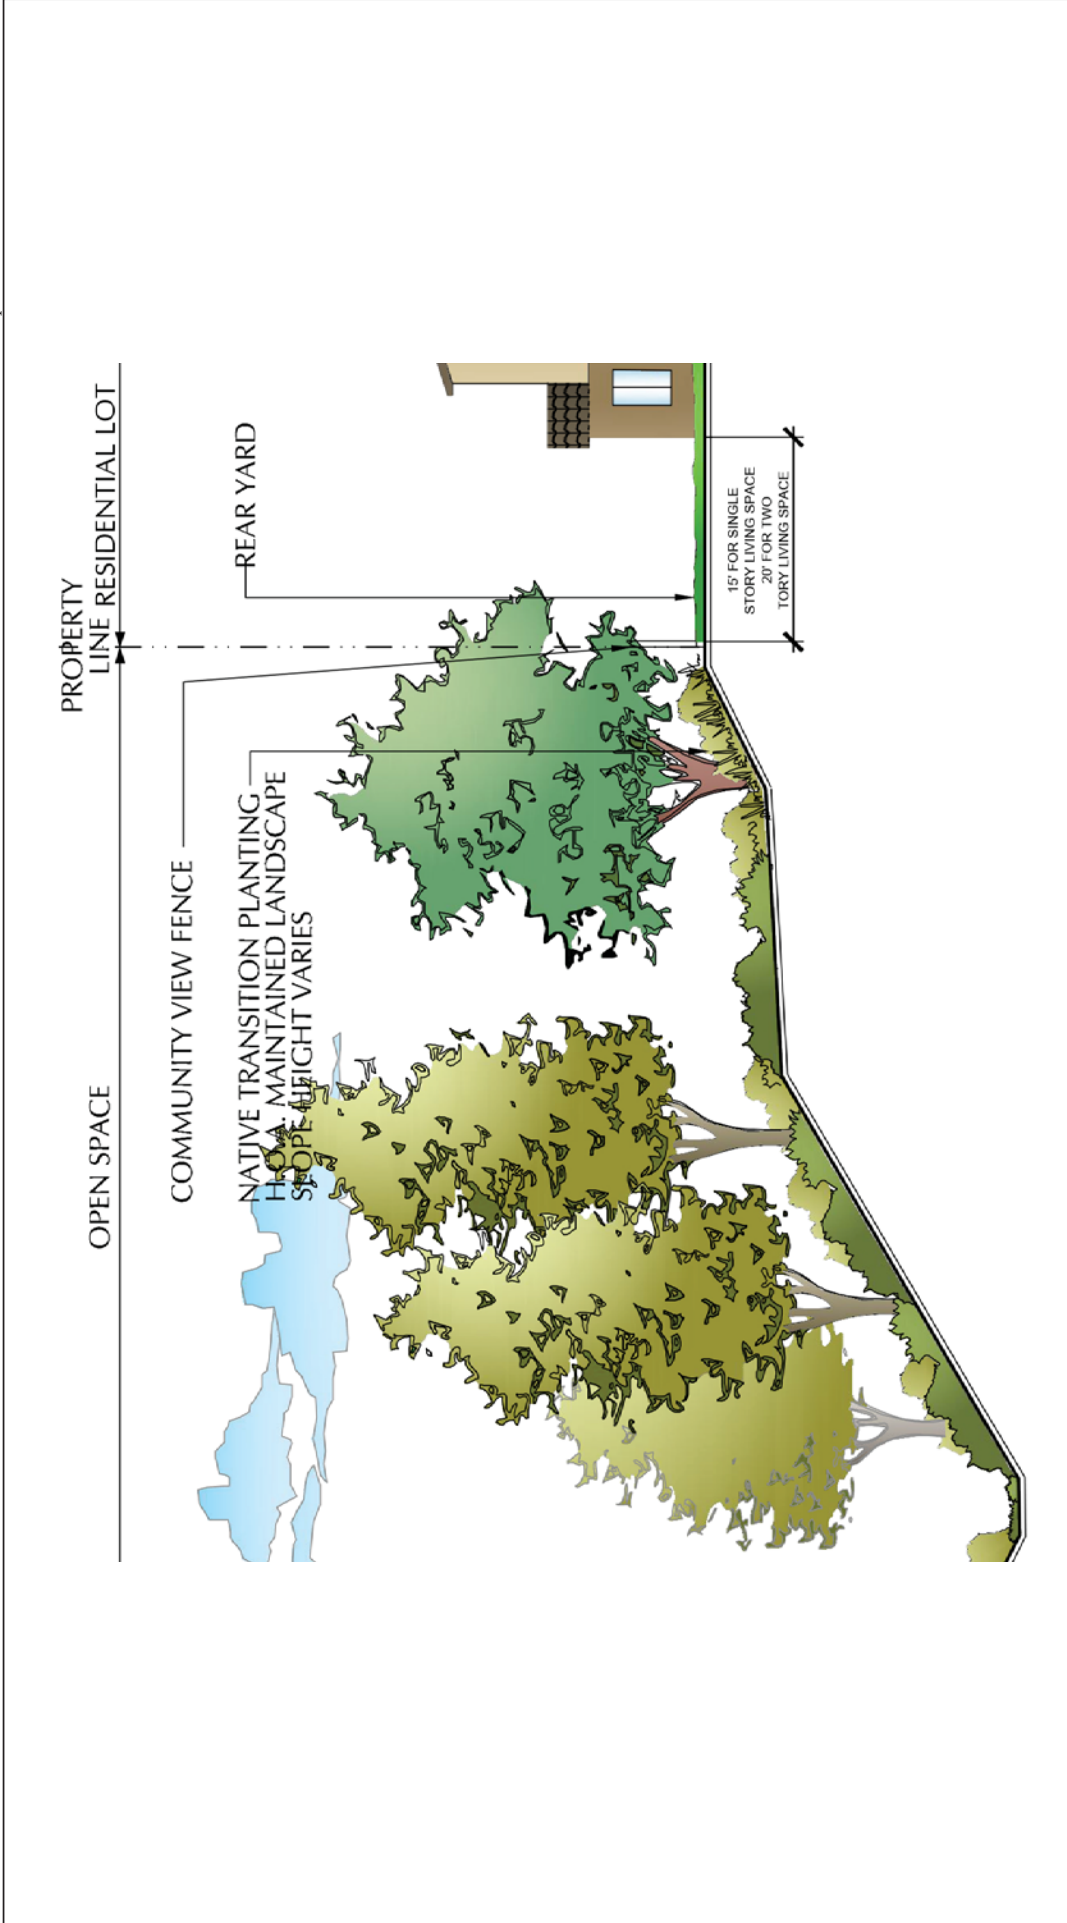 OPEN SPACE
PROPERTY
LINE
RESIDENTIAL LOT
COMMUNITY VIEW FENCE
REAR YARD
NATIVE TRANSITION PLANTING
H.O.A. MAINTAINED LANDSCAPE
SLOPE HEIGHT VARIES
15' FOR SINGLE
STORY LIVING SPACE
20' FOR TWO
TORY LIVING SPACE